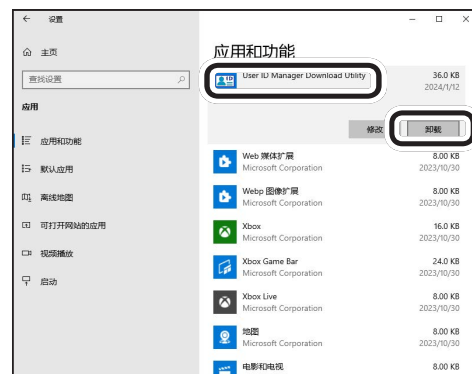 设置
主页
查找设置
应用
应用和功能
默认应用
离线地图
可打开网站的应用
视频播放
启动
应用和功能
User ID Manager Download Utility
36.0 KB
2024/1/12
修改
卸载
Web 媒体扩展
8.00 KB
Microsoft Corporation
2023/10/30
Webp 图像扩展
8.00 KB
Microsoft Corporation
2023/10/30
Xbox
16.0 KB
Microsoft Corporation
2023/10/30
Xbox Game Bar
24.0 KB
Microsoft Corporation
2023/10/30
Xbox Live
8.00 KB
Microsoft Corporation
2023/10/30
地图
8.00 KB
Microsoft Corporation
2023/10/30
电影和电视
8.00 KB